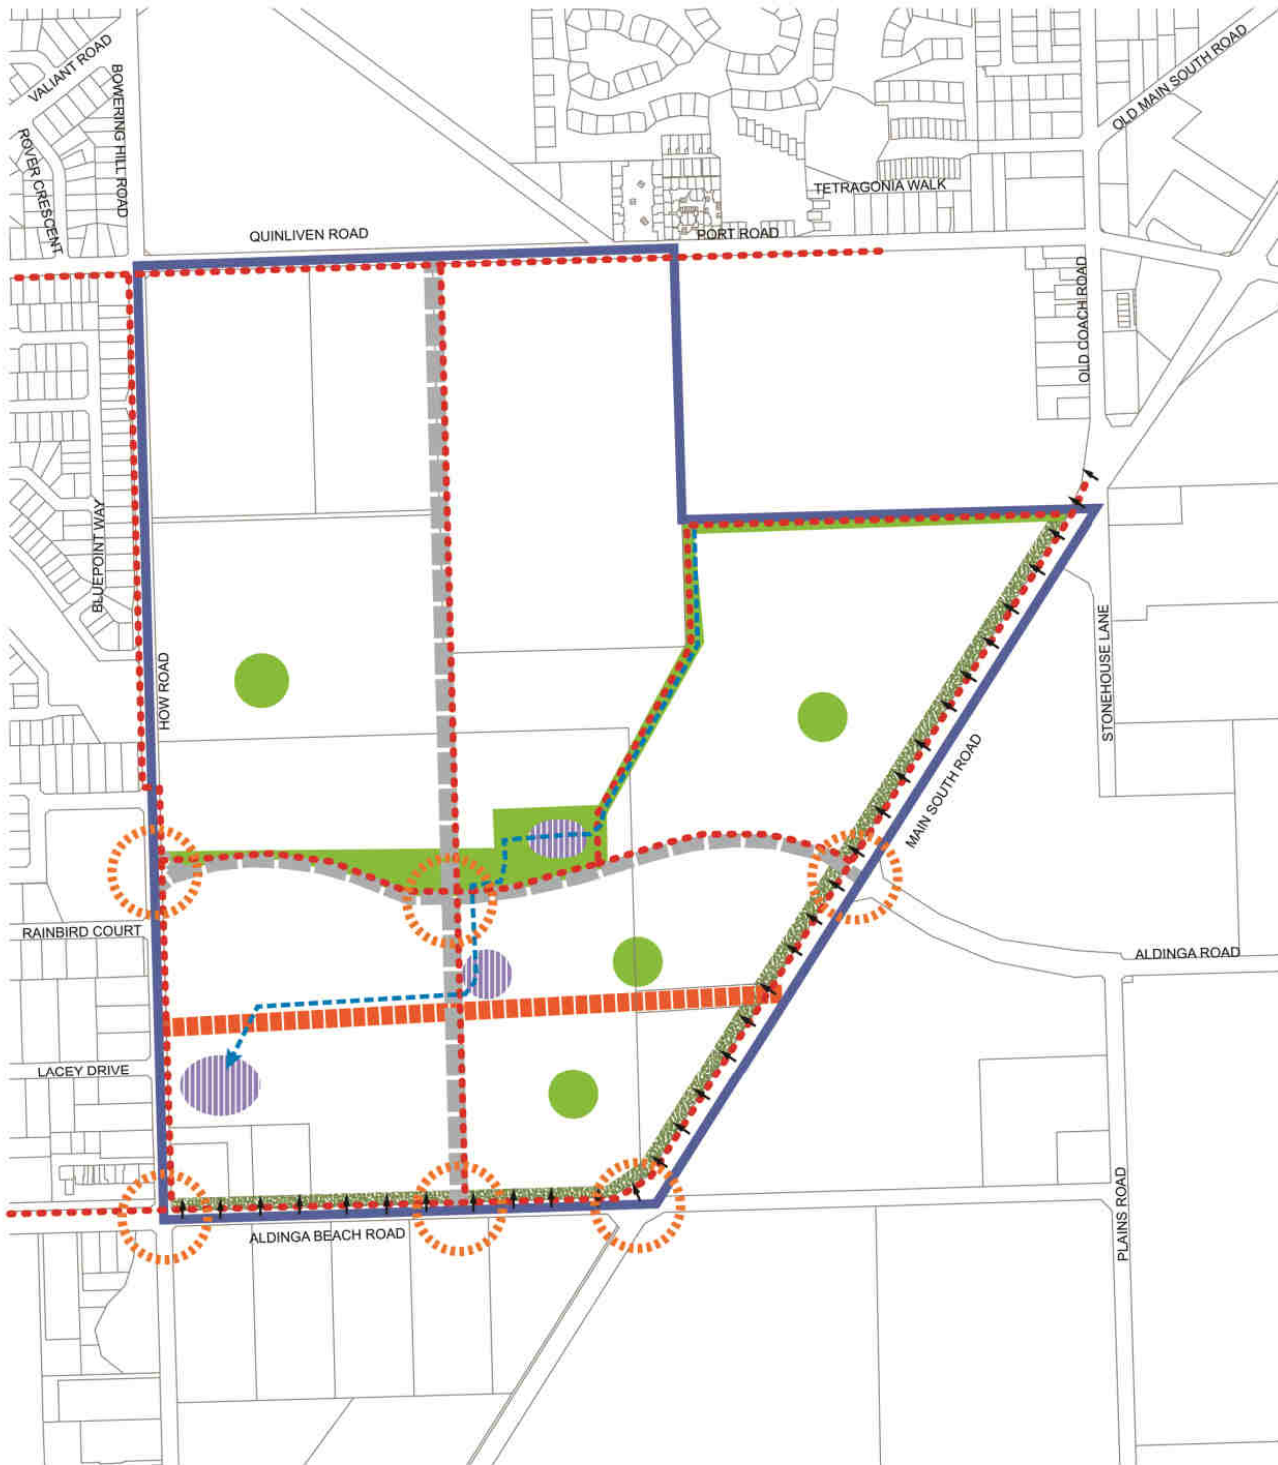 VALIANT ROAD
BOWERING HILL ROAD
OLD MAIN SOUTH ROAD
ROVER CRESCENT
TETRAGONIA WALK
QUINLIVEN ROAD
PORT ROAD
OLD COACH ROAD
BLUEPOINT WAY
HOW ROAD
STONEHOUSE LANE
MAIN SOUTH ROAD
RAINBIRD COURT
ALDINGA ROAD
LACEY DRIVE
PLAINS ROAD
ALDINGA BEACH ROAD